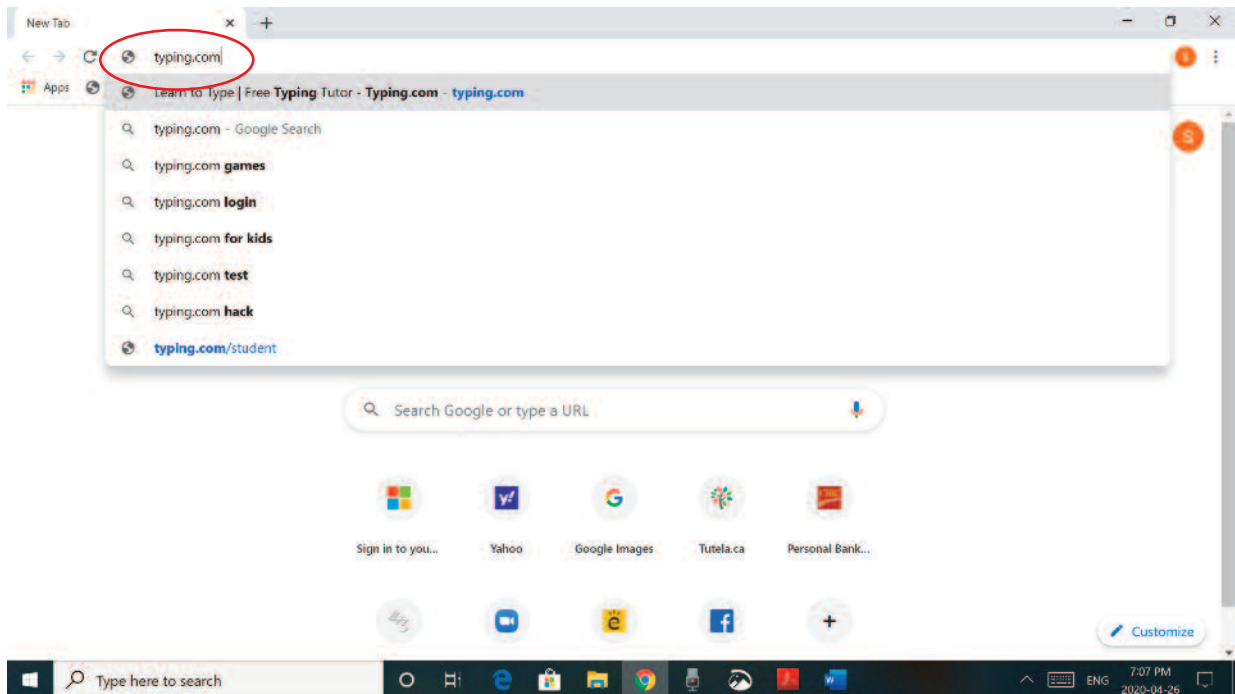 New Tab
typing.com
Apps
Learn to Type | Free Typing Tutor - Typing.com - typing.com
typing.com - Google Search
typing.com games
typing.com login
typing.com for kids
typing.com test
typing.com hack
typing.com/student
S
Search Google or type a URL
Sign in to you... Yahoo Google Images Tutela.ca Personal Bank...
Customize
Type here to search
ENG
7:07 PM
2020-04-26